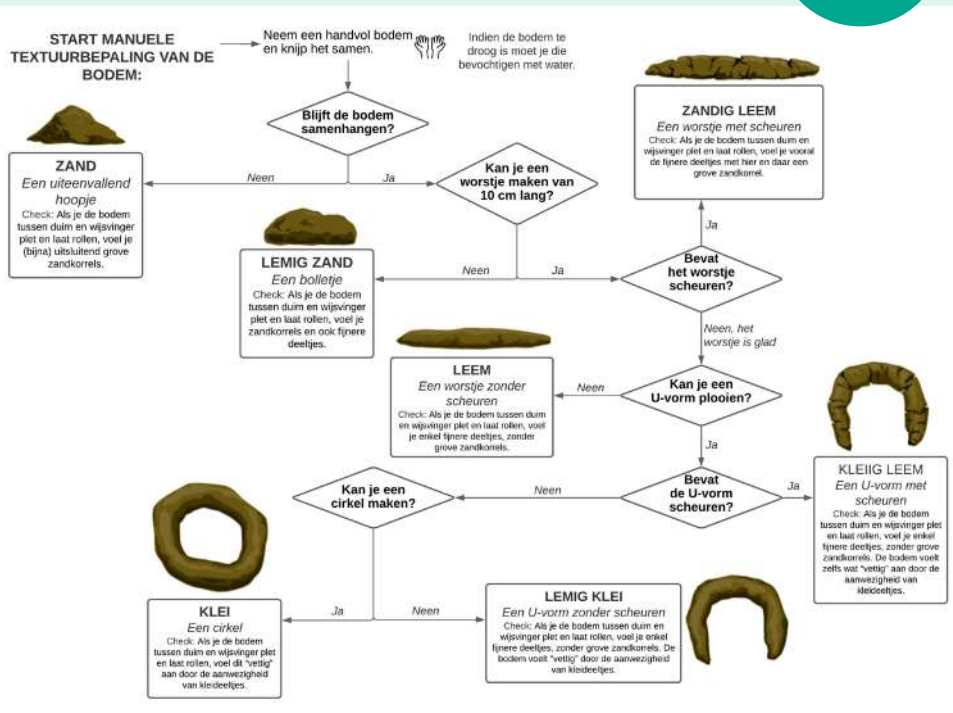 START MANUELE
TEXTUURBEPALING VAN DE
BODEM:
Neem een handvol bodem
en knijp het samen.
Indien de bodem te
droog is moet je die
bevochtigen met water.
Blijft de bodem
samenhangen?
Neen
Ja
ZAND
Een uiteenvallend
hoopje
Check: Als je de bodem
tussen duim en wijsvinger
plet en laat rollen, voel je
(bijna) uitsluitend grove
zandkorrels.
Kan je een
worstje maken van
10 cm lang?
Neen
Ja
LEMIG ZAND
Een bolletje
Check: Als je de bodem
tussen duim en wijsvinger
plet en laat rollen, voel je
zandkorrels en ook fijnere
deeltjes.
Bevat
het worstje
scheuren?
Ja
ZANDIG LEEM
Een worstje met scheuren
Check: Als je de bodem tussen duim en
wijsvinger plet en laat rollen, voel je vooral
de fijnere deeltjes met hier en daar een
grove zandkorrel.
Neen, het
worstje is glad
Kan je een
U-vorm plooien?
Neen
LEEM
Een worstje zonder
scheuren
Check: Als je de bodem tussen duim
en wijsvinger plet en laat rollen, voel
je enkel fijnere deeltjes, zonder
grove zandkorrels.
Ja
Bevat
de U-vorm
scheuren?
Ja
KLEIIG LEEM
Een U-vorm met
scheuren
Check: Als je de bodem
tussen duim en wijsvinger plet
en laat rollen, voel je enkel
fijnere deeltjes, zonder grove
zandkorrels. De bodem voelt
zelfs wat "vettig" aan door de
aanwezigheid van
kleideeltjes.
Neen
Kan je een
cirkel maken?
Ja
Neen
KLEI
Een cirkel
Check: Als je de bodem
tussen duim en wijsvinger plet
en laat rollen, voel dit "vettig"
aan door de aanwezigheid
van kleideeltjes.
LEMIG KLEI
Een U-vorm zonder scheuren
Check: Als je de bodem tussen duim en
wijsvinger plet en laat rollen, voel je enkel
fijnere deeltjes, zonder grove zandkorrels. De
bodem voelt "vettig" door de aanwezigheid
van kleideeltjes.